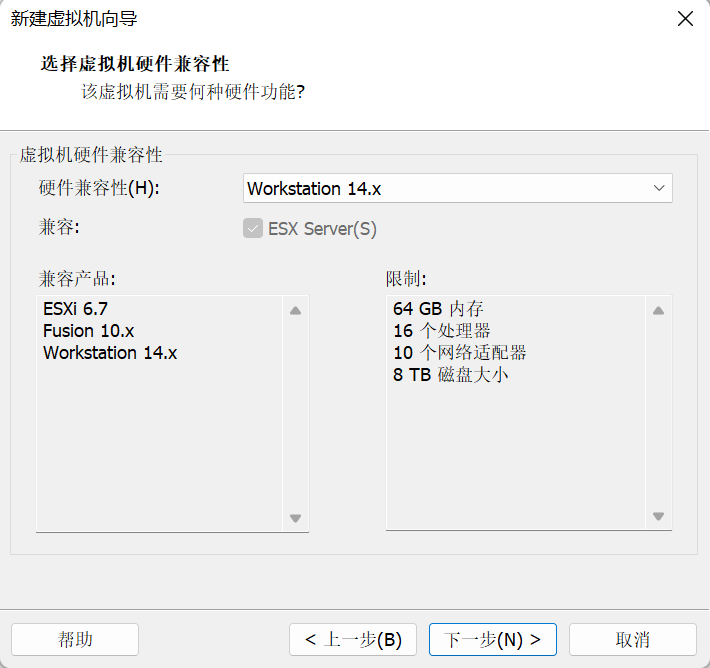 新建虚拟机向导
选择虚拟机硬件兼容性
该虚拟机需要何种硬件功能?
虚拟机硬件兼容性
硬件兼容性(H): Workstation 14.x
兼容: ESX Server(S)
兼容产品:
ESXi 6.7
Fusion 10.x
Workstation 14.x
限制:
64 GB 内存
16 个处理器
10 个网络适配器
8 TB 磁盘大小
帮助 < 上一步(B) 下一步(N) > 取消